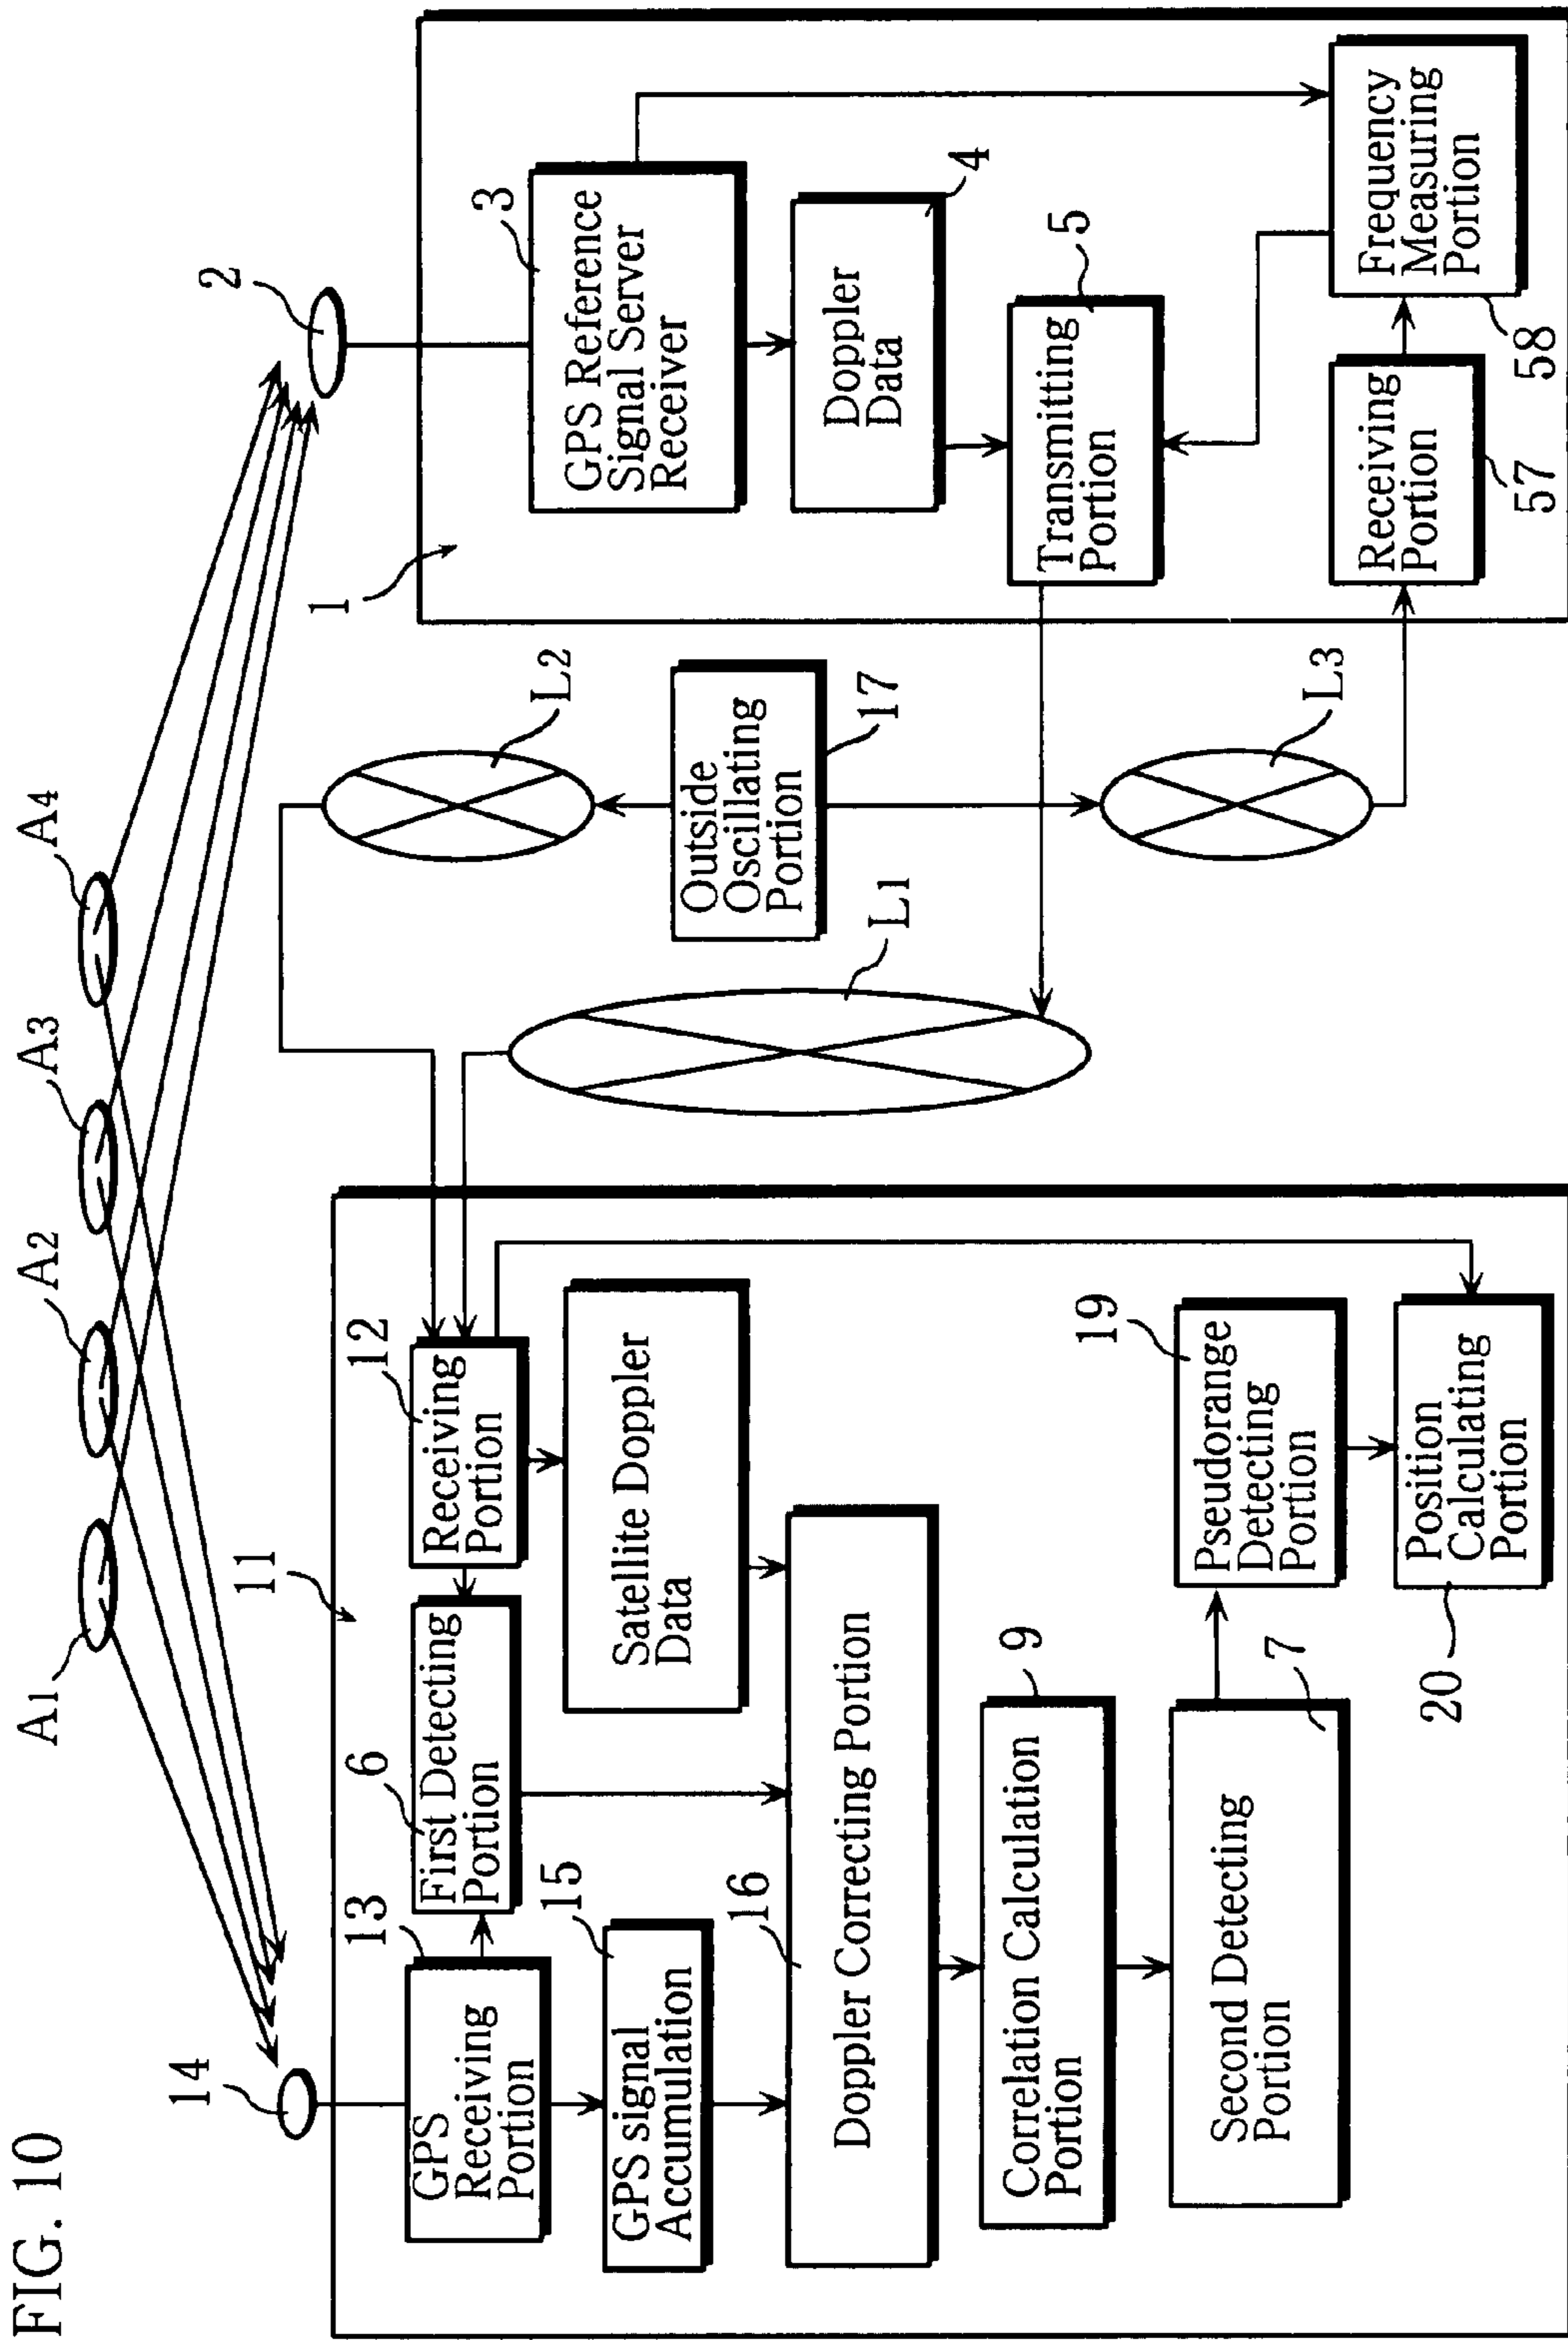 FIG. 10
A1
A2
A3
A4
14
2
11
1
13
GPS
Receiving
Portion
6
First Detecting
Portion
12
Receiving
Portion
15
GPS signal
Accumulation
Satellite Doppler
Data
16
Doppler Correcting Portion
9
Correlation Calculation
Portion
Second Detecting
Portion
7
19
Pseudorange
Detecting
Portion
20
Position
Calculating
Portion
L2
Outside
Oscillating
Portion
17
L1
L3
3
GPS Reference
Signal Server
Receiver
Doppler
Data
4
Transmitting
Portion
5
Receiving
Portion
57
Frequency
Measuring
Portion
58